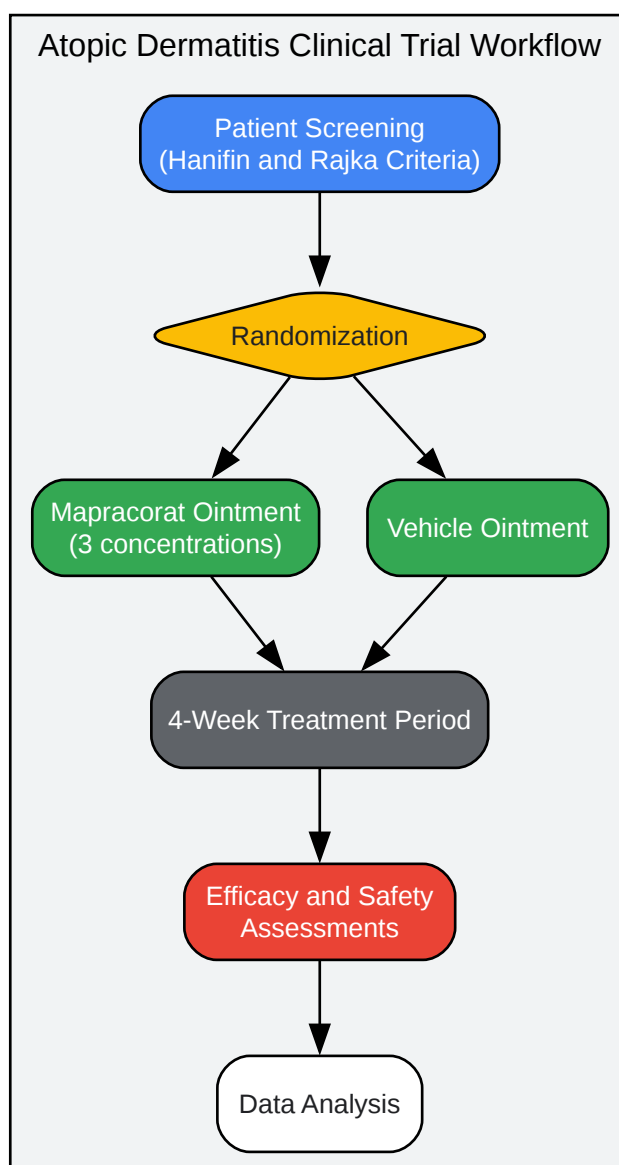 Atopic Dermatitis Clinical Trial Workflow
Patient Screening
(Hanifin and Rajka Criteria)
Randomization
Mapracorat Ointment
(3 concentrations)
Vehicle Ointment
4-Week Treatment Period
Efficacy and Safety
Assessments
Data Analysis